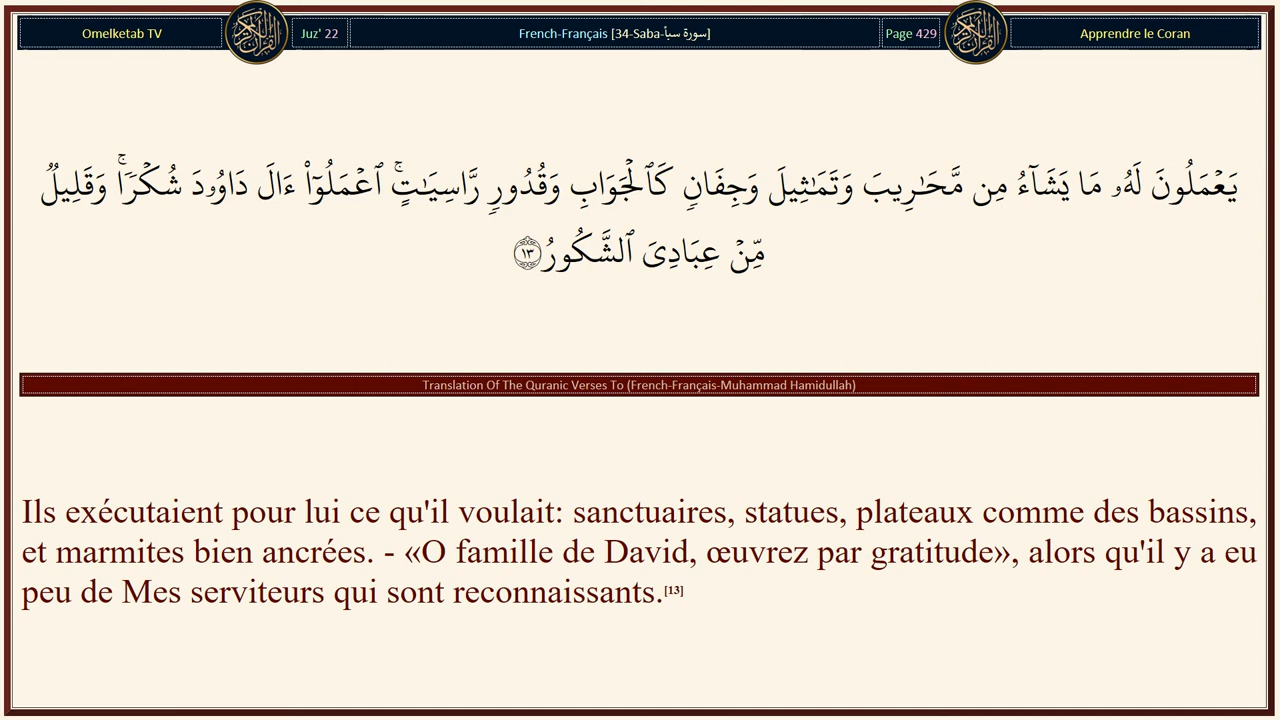 Omelketab TV
Juz' 22
French-Français [34-Saba-سورة سبأ]
Page 429
Apprendre le Coran
يَعۡمَلُونَ لَهُۥ مَا يَشَآءُ مِن مَّحَٰرِيبَ وَتَمَٰثِيلَ وَجِفَانٖ كَٱلۡجَوَابِ وَقُدُورٖ رَّاسِيَٰتٍۚ ٱعۡمَلُوٓاْ ءَالَ دَاوُۥدَ شُكۡرٗاۚ وَقَلِيلٞ
مِّنۡ عِبَادِيَ ٱلشَّكُورُ ١٣
Translation Of The Quranic Verses To (French-Français-Muhammad Hamidullah)
Ils exécutaient pour lui ce qu'il voulait: sanctuaires, statues, plateaux comme des bassins,
et marmites bien ancrées. - «O famille de David, œuvrez par gratitude», alors qu'il y a eu
peu de Mes serviteurs qui sont reconnaissants.[13]